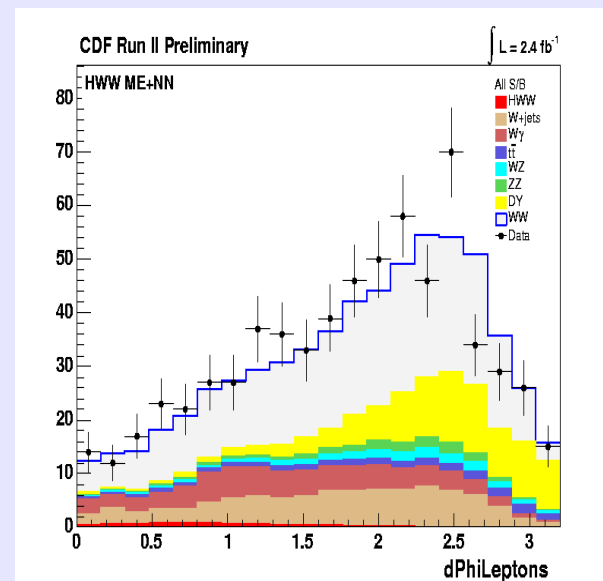 CDF Run II Preliminary
∫ L = 2.4 fb⁻¹
HWW ME+NN
All S/B
HWW
W+jets
Wγ
tt̄
WZ
ZZ
DY
WW
Data
80
70
60
50
40
30
20
10
0
0 0.5 1 1.5 2 2.5 3
dPhiLeptons